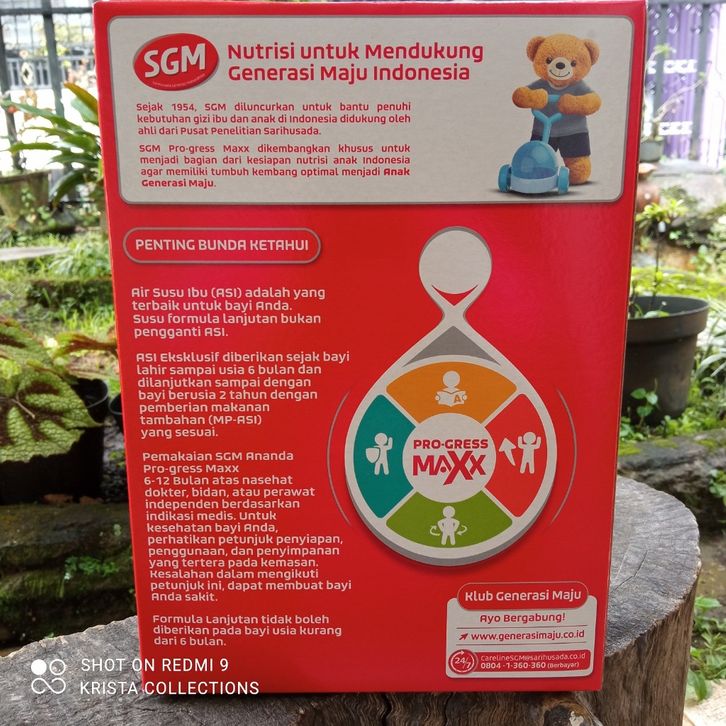 SGM
Nutrisi untuk Mendukung
Generasi Maju Indonesia
Sejak 1954, SGM diluncurkan untuk bantu penuhi
kebutuhan gizi ibu dan anak di Indonesia didukung oleh
ahli dari Pusat Penelitian Sarihusada.
SGM Pro-gress Maxx dikembangkan khusus untuk
menjadi bagian dari kesiapan nutrisi anak Indonesia
agar memiliki tumbuh kembang optimal menjadi Anak
Generasi Maju.
PENTING BUNDA KETAHUI
Air Susu Ibu (ASI) adalah yang
terbaik untuk bayi Anda.
Susu formula lanjutan bukan
pengganti ASI.
ASI Eksklusif diberikan sejak bayi
lahir sampai usia 6 bulan dan
dilanjutkan sampai dengan
bayi berusia 2 tahun dengan
pemberian makanan
tambahan (MP-ASI)
yang sesuai.
Pemakaian SGM Ananda
Pro-gress Maxx
6-12 Bulan atas nasehat
dokter, bidan, atau perawat
independen berdasarkan
indikasi medis. Untuk
kesehatan bayi Anda,
perhatikan petunjuk penyiapan,
penggunaan, dan penyimpanan
yang tertera pada kemasan.
Kesalahan dalam mengikuti
petunjuk ini, dapat membuat bayi
Anda sakit.
Formula Lanjutan tidak boleh
diberikan pada bayi usia kurang
dari 6 bulan.
A
PRO-GRESS
MAXX
Klub Generasi Maju
Ayo Bergabung!
www.generasimaju.co.id
24/7
CarelineSGM@sarihusada.co.id
0804-1-360-360 (Berbayar)
SHOT ON REDMI 9
KRISTA COLLECTIONS